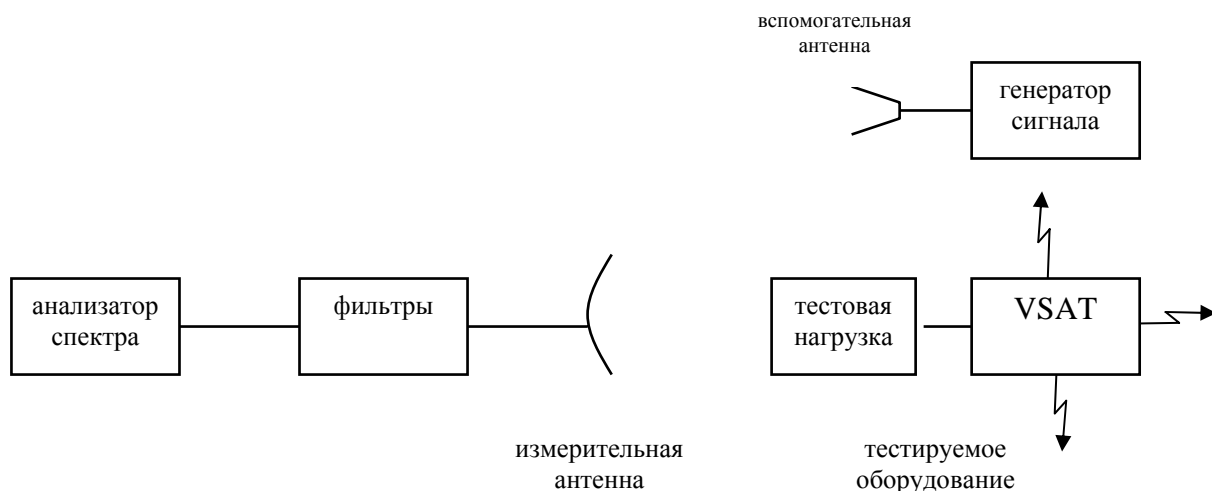 вспомогательная
антенна
генератор
сигнала
анализатор
спектра
фильтры
тестовая
нагрузка
VSAT
измерительная
антенна
тестируемое
оборудование